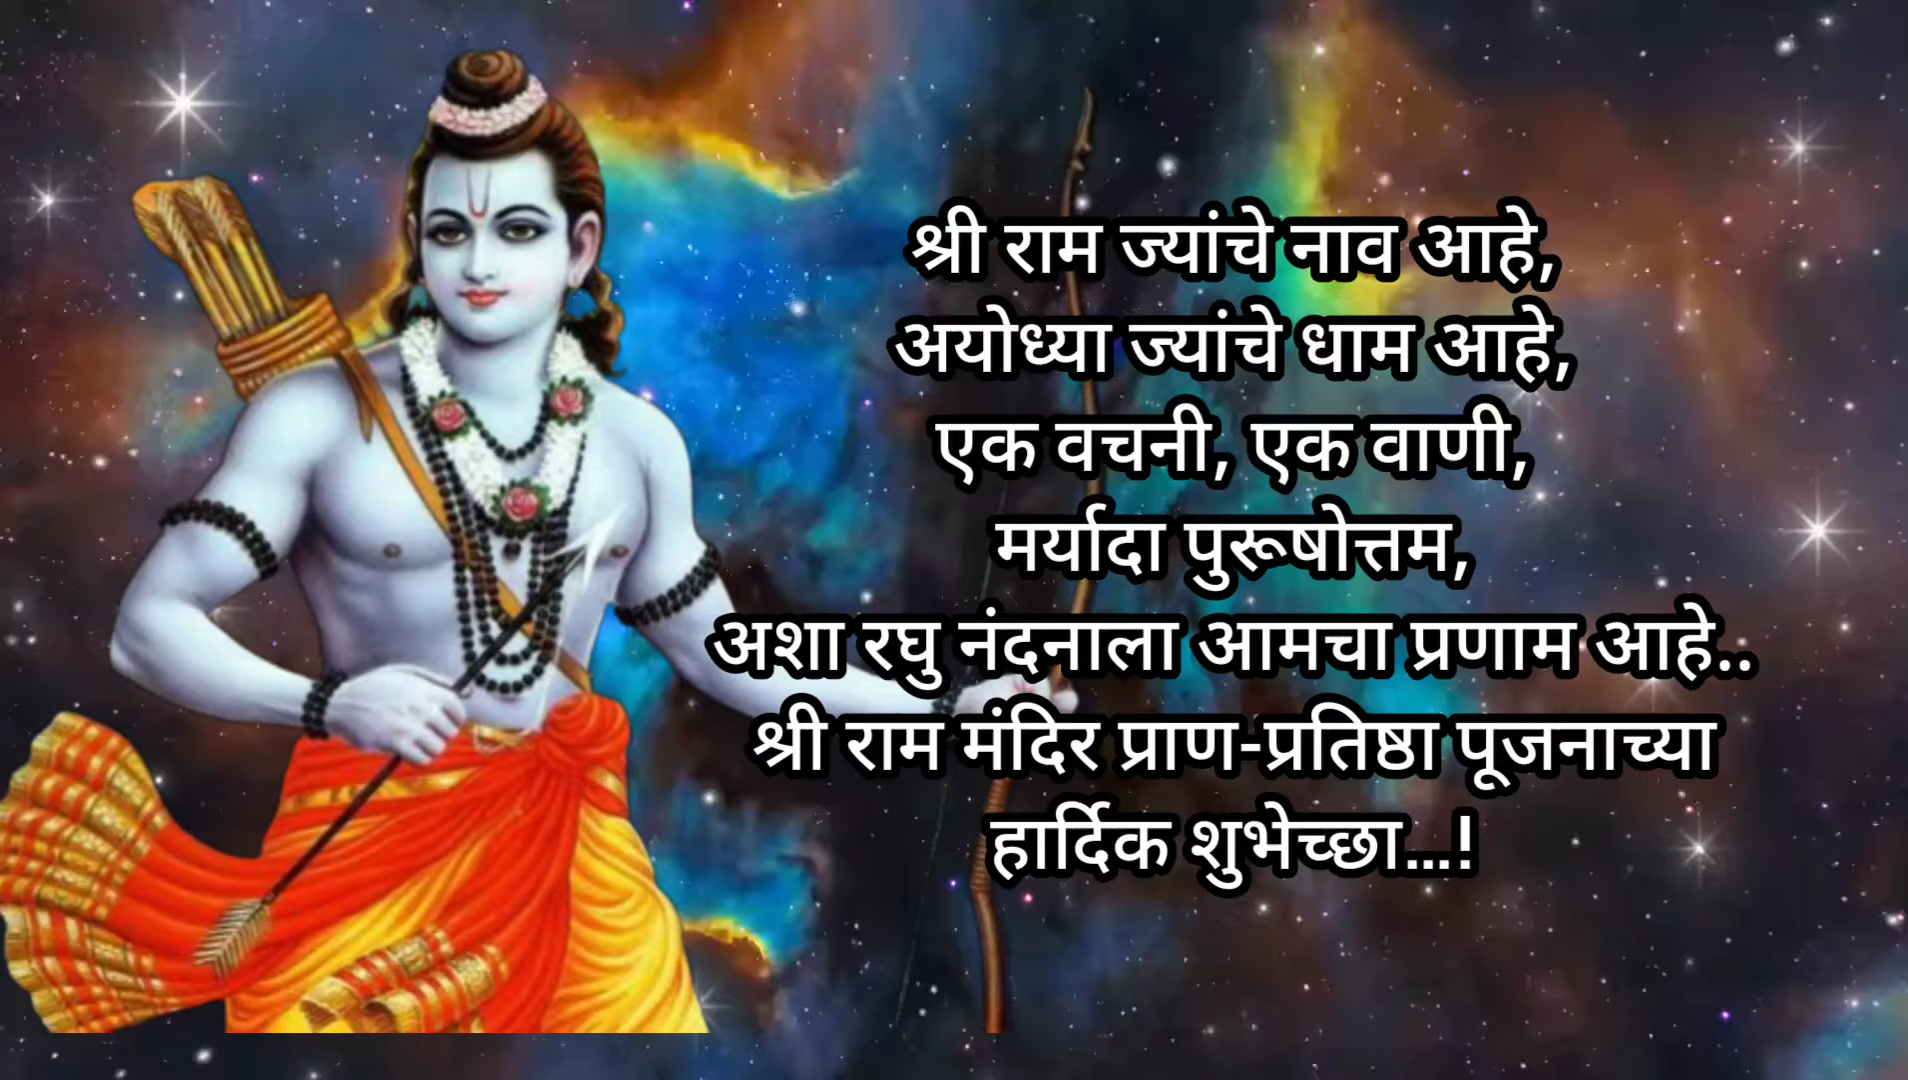 श्री राम ज्यांचे नाव आहे,
अयोध्या ज्यांचे धाम आहे,
एक वचनी, एक वाणी,
मर्यादा पुरूषोत्तम,
अशा रघु नंदनाला आमचा प्रणाम आहे..
श्री राम मंदिर प्राण-प्रतिष्ठा पूजनाच्या
हार्दिक शुभेच्छा...!